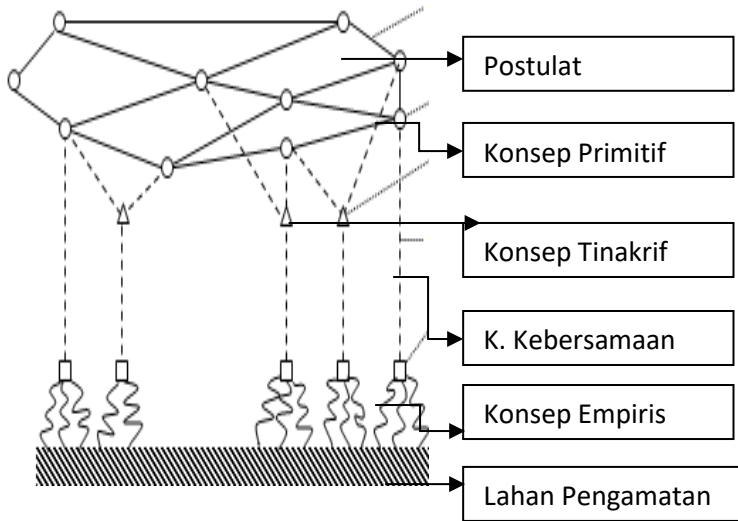 Postulat
Konsep Primitif
Konsep Tinakrif
K. Kebersamaan
Konsep Empiris
Lahan Pengamatan